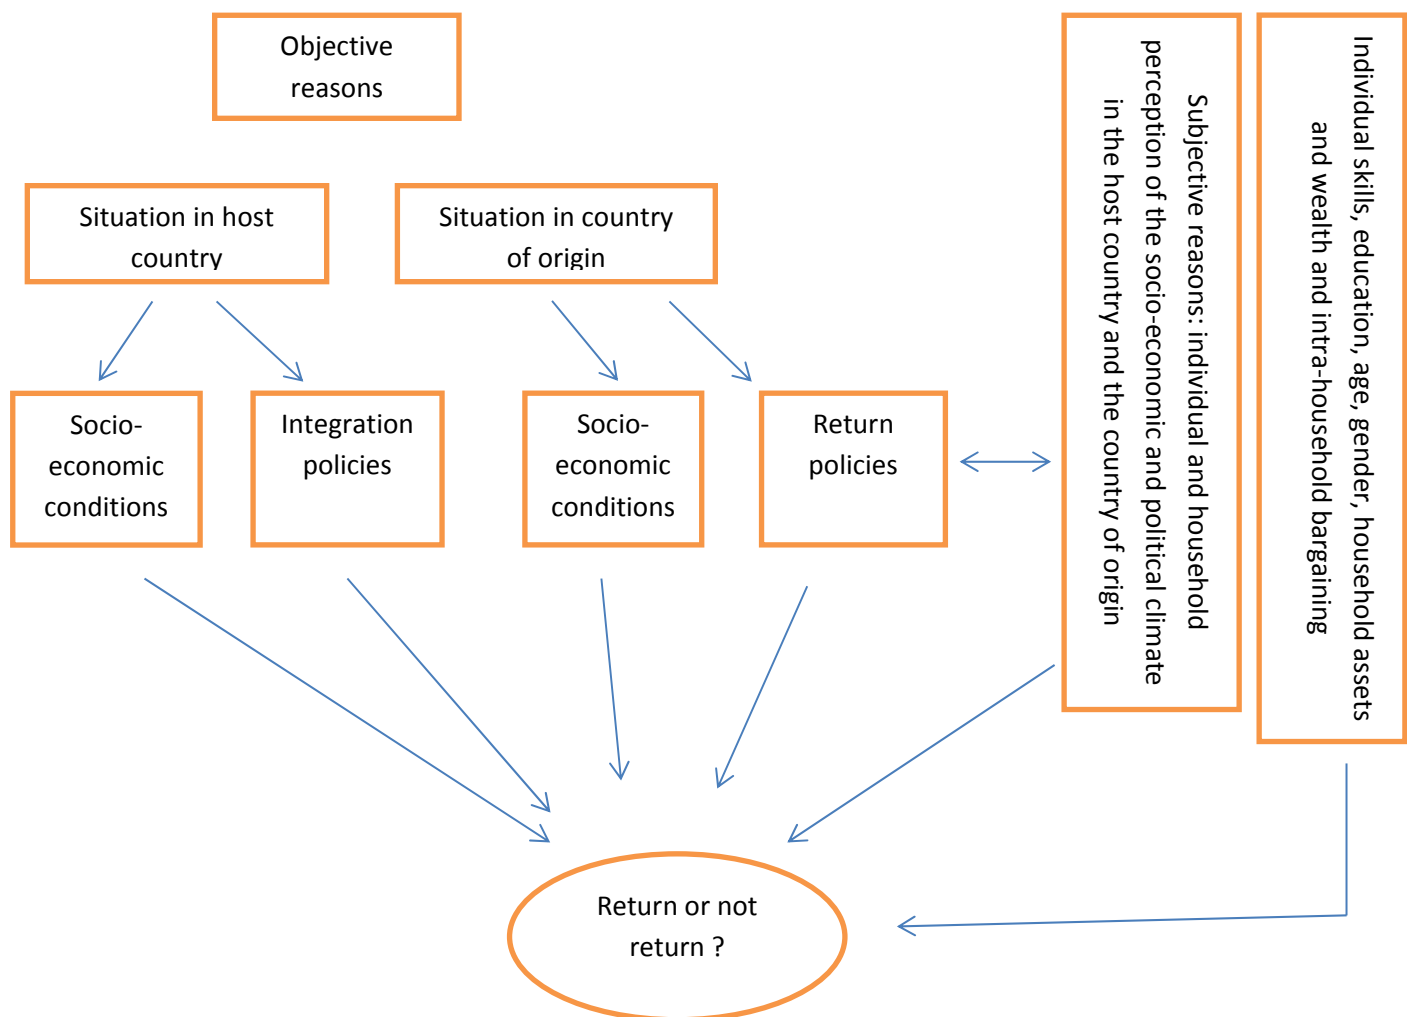 Objective
reasons
Situation in host
country
Situation in country
of origin
Socio-
economic
conditions
Integration
policies
Socio-
economic
conditions
Return
policies
Subjective reasons: individual and household
perception of the socio-economic and political climate
in the host country and the country of origin
Individual skills, education, age, gender, household assets
and wealth and intra-household bargaining
Return or not
return ?